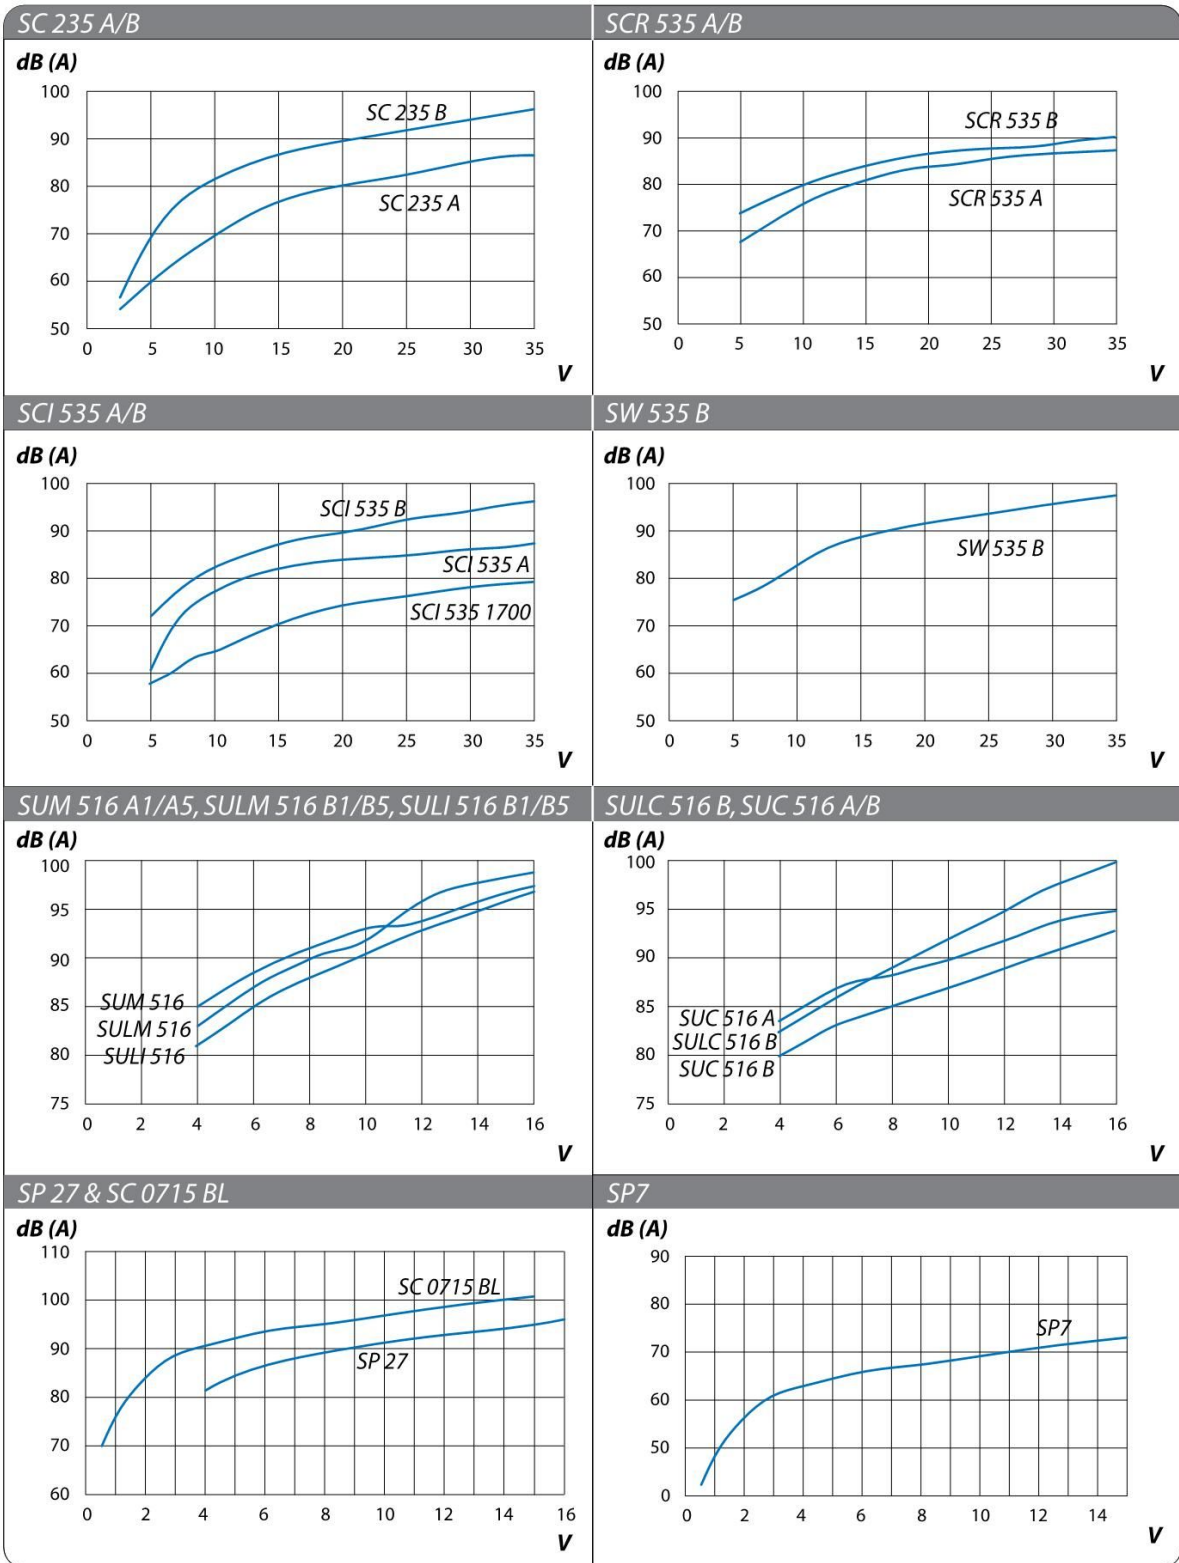 SC 235 A/B
dB (A)
100
90
80
70
60
50
0 5 10 15 20 25 30 35
V
SC 235 B
SC 235 A
SCR 535 A/B
dB (A)
100
90
80
70
60
50
0 5 10 15 20 25 30 35
V
SCR 535 B
SCR 535 A
SCI 535 A/B
dB (A)
100
90
80
70
60
50
0 5 10 15 20 25 30 35
V
SCI 535 B
SCI 535 A
SCI 535 1700
SW 535 B
dB (A)
100
90
80
70
60
50
0 5 10 15 20 25 30 35
V
SW 535 B
SUM 516 A1/A5, SULM 516 B1/B5, SULI 516 B1/B5
dB (A)
100
95
90
85
80
75
0 2 4 6 8 10 12 14 16
V
SUM 516
SULM 516
SULI 516
SULC 516 B, SUC 516 A/B
dB (A)
100
95
90
85
80
75
0 2 4 6 8 10 12 14 16
V
SUC 516 A
SULC 516 B
SUC 516 B
SP 27 & SC 0715 BL
dB (A)
110
100
90
80
70
60
0 2 4 6 8 10 12 14 16
V
SC 0715 BL
SP 27
SP7
dB (A)
90
80
70
60
50
0
0 2 4 6 8 10 12 14
V
SP7